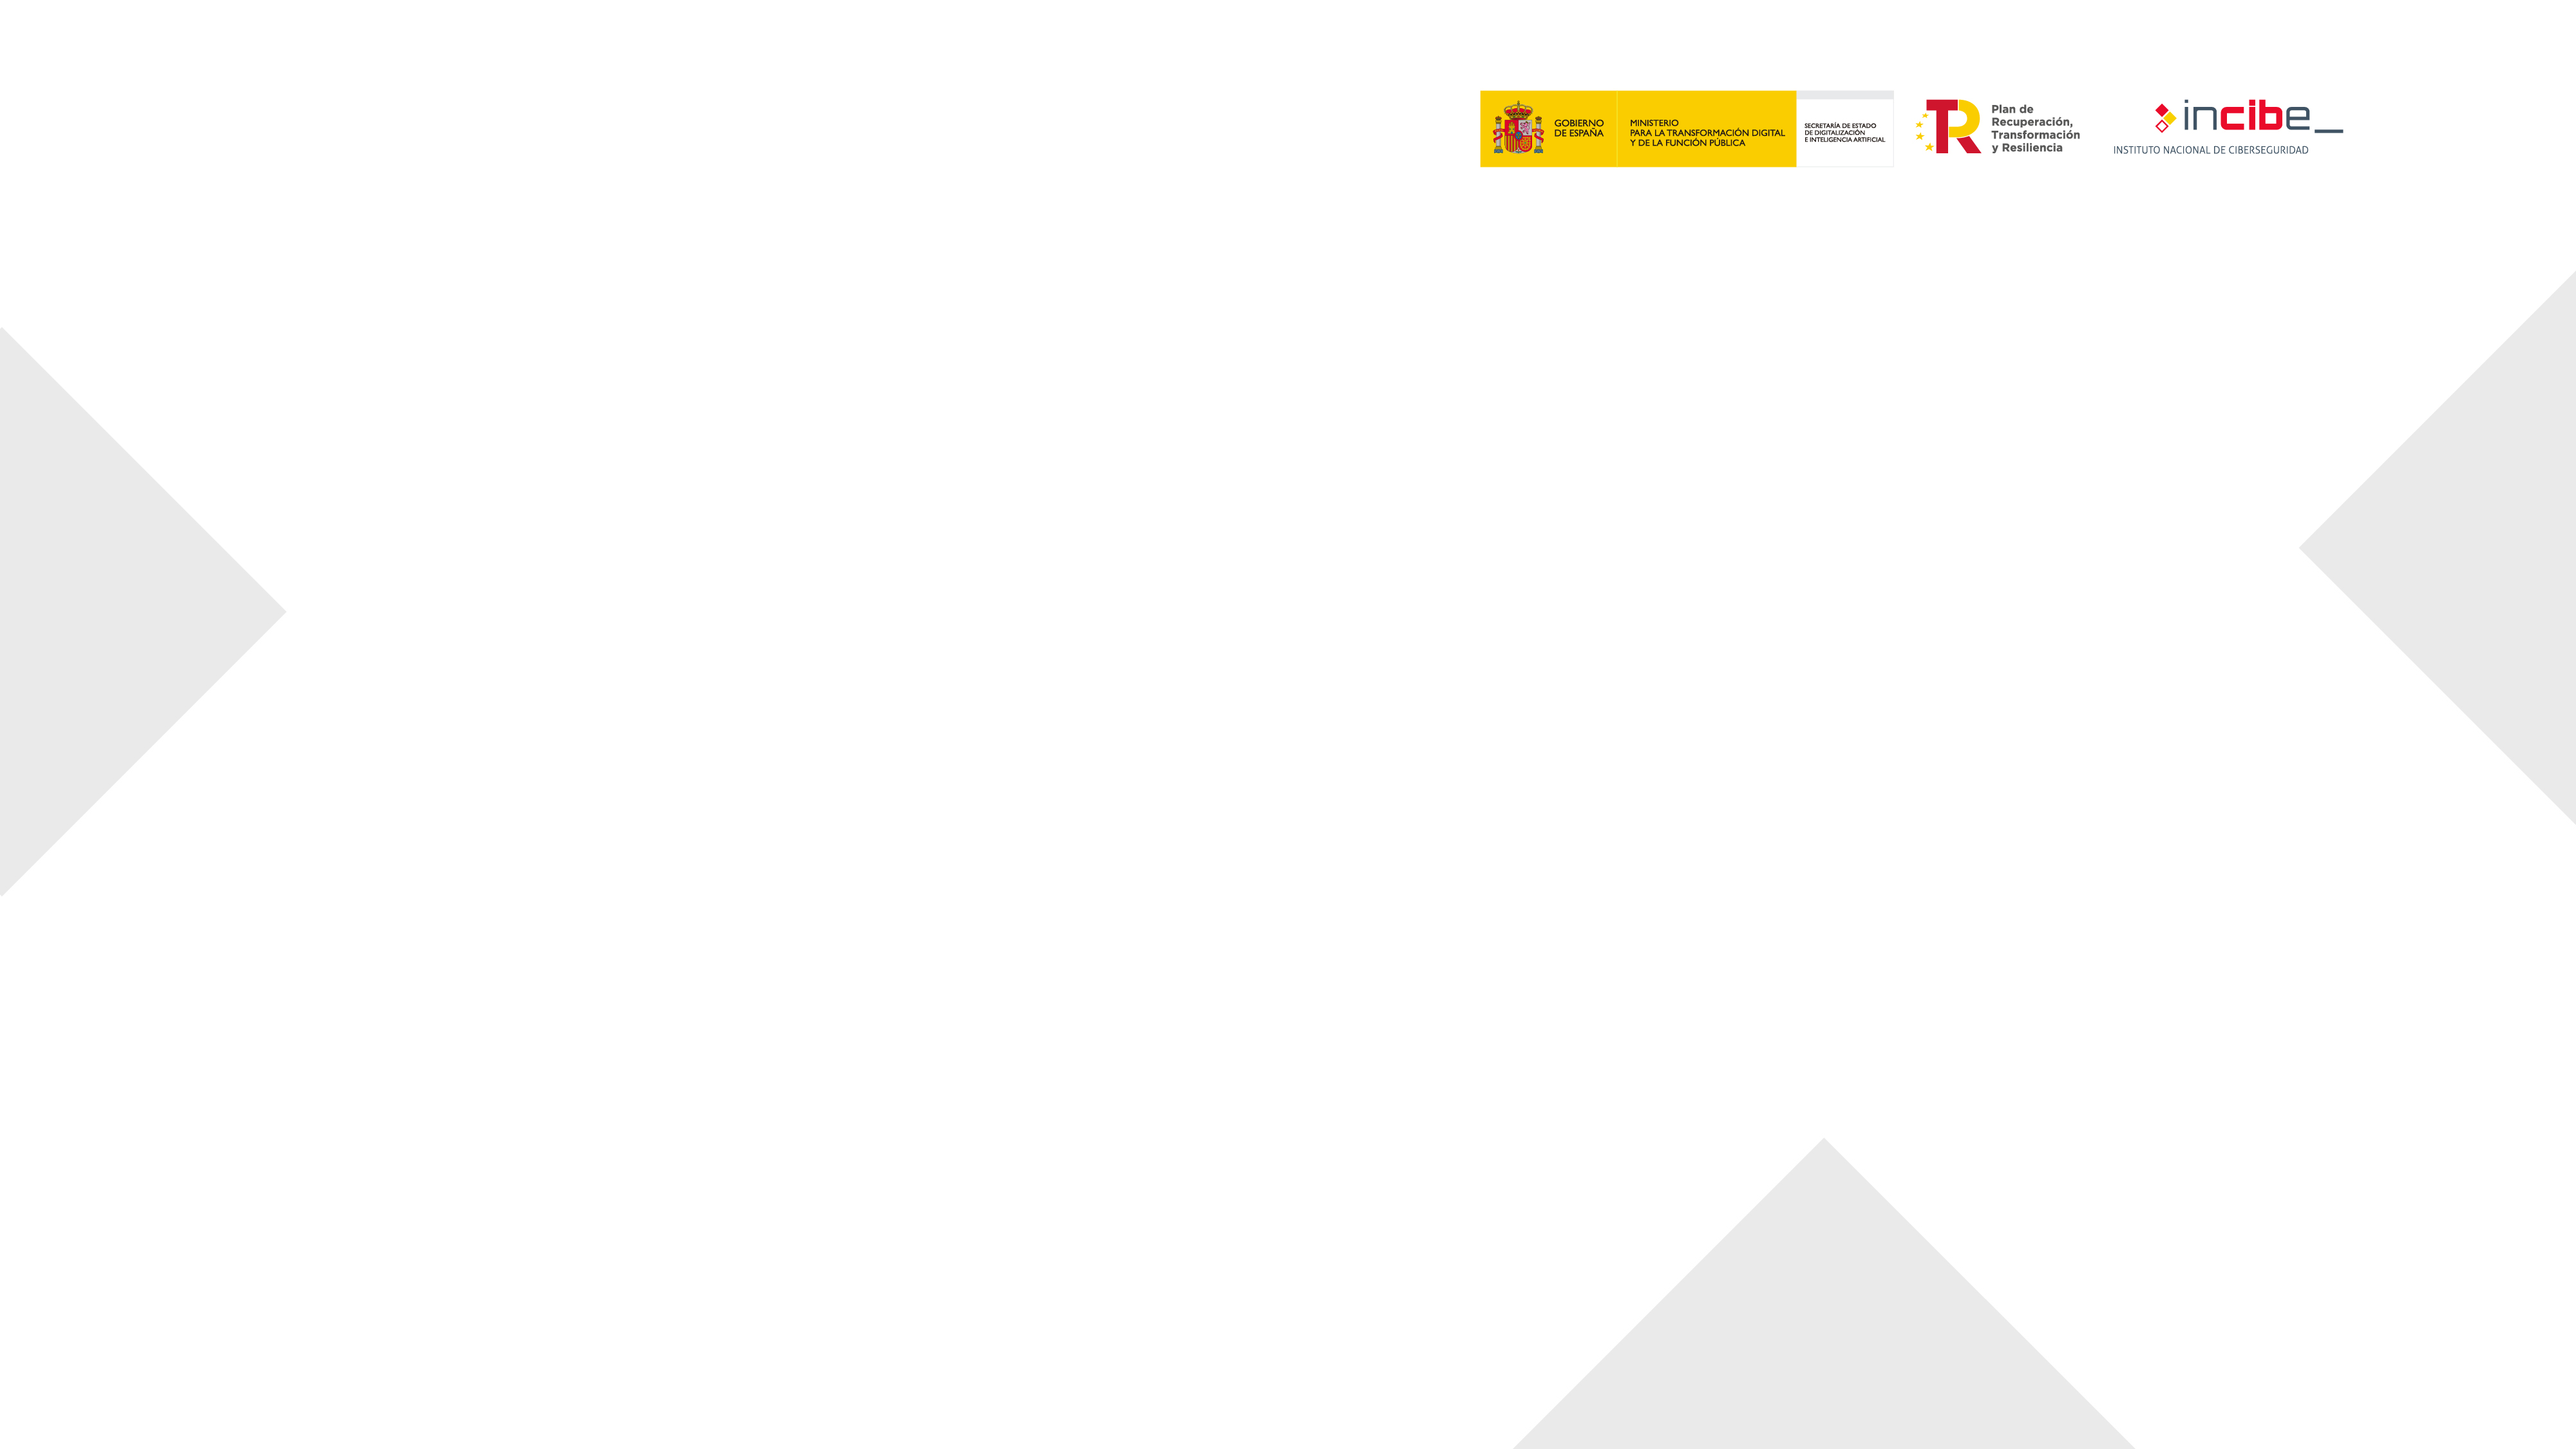 GOBIERNO
DE ESPAÑA
MINISTERIO
PARA LA TRANSFORMACIÓN DIGITAL
Y DE LA FUNCIÓN PÚBLICA
SECRETARÍA DE ESTADO
DE DIGITALIZACIÓN
E INTELIGENCIA ARTIFICIAL
TR
Plan de
Recuperación,
Transformación
y Resiliencia
incibe_
INSTITUTO NACIONAL DE CIBERSEGURIDAD